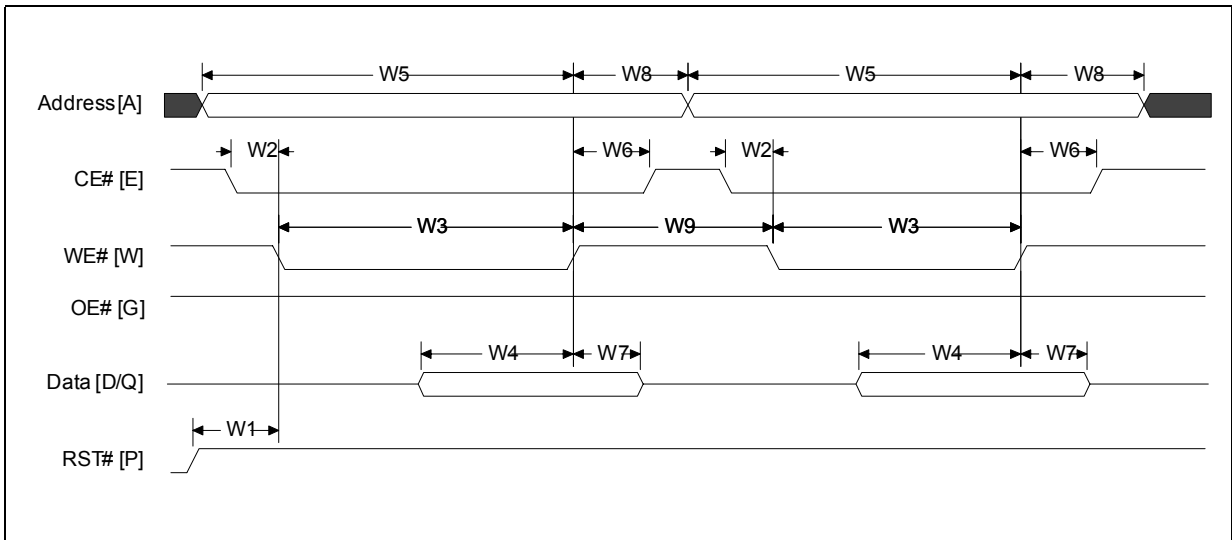 W5 W8 W5 W8
Address [A]
W2 W6 W2 W6
CE# [E]
W3 W9 W3
WE# [W]
OE# [G]
W4 W7 W4 W7
Data [D/Q]
W1
RST# [P]